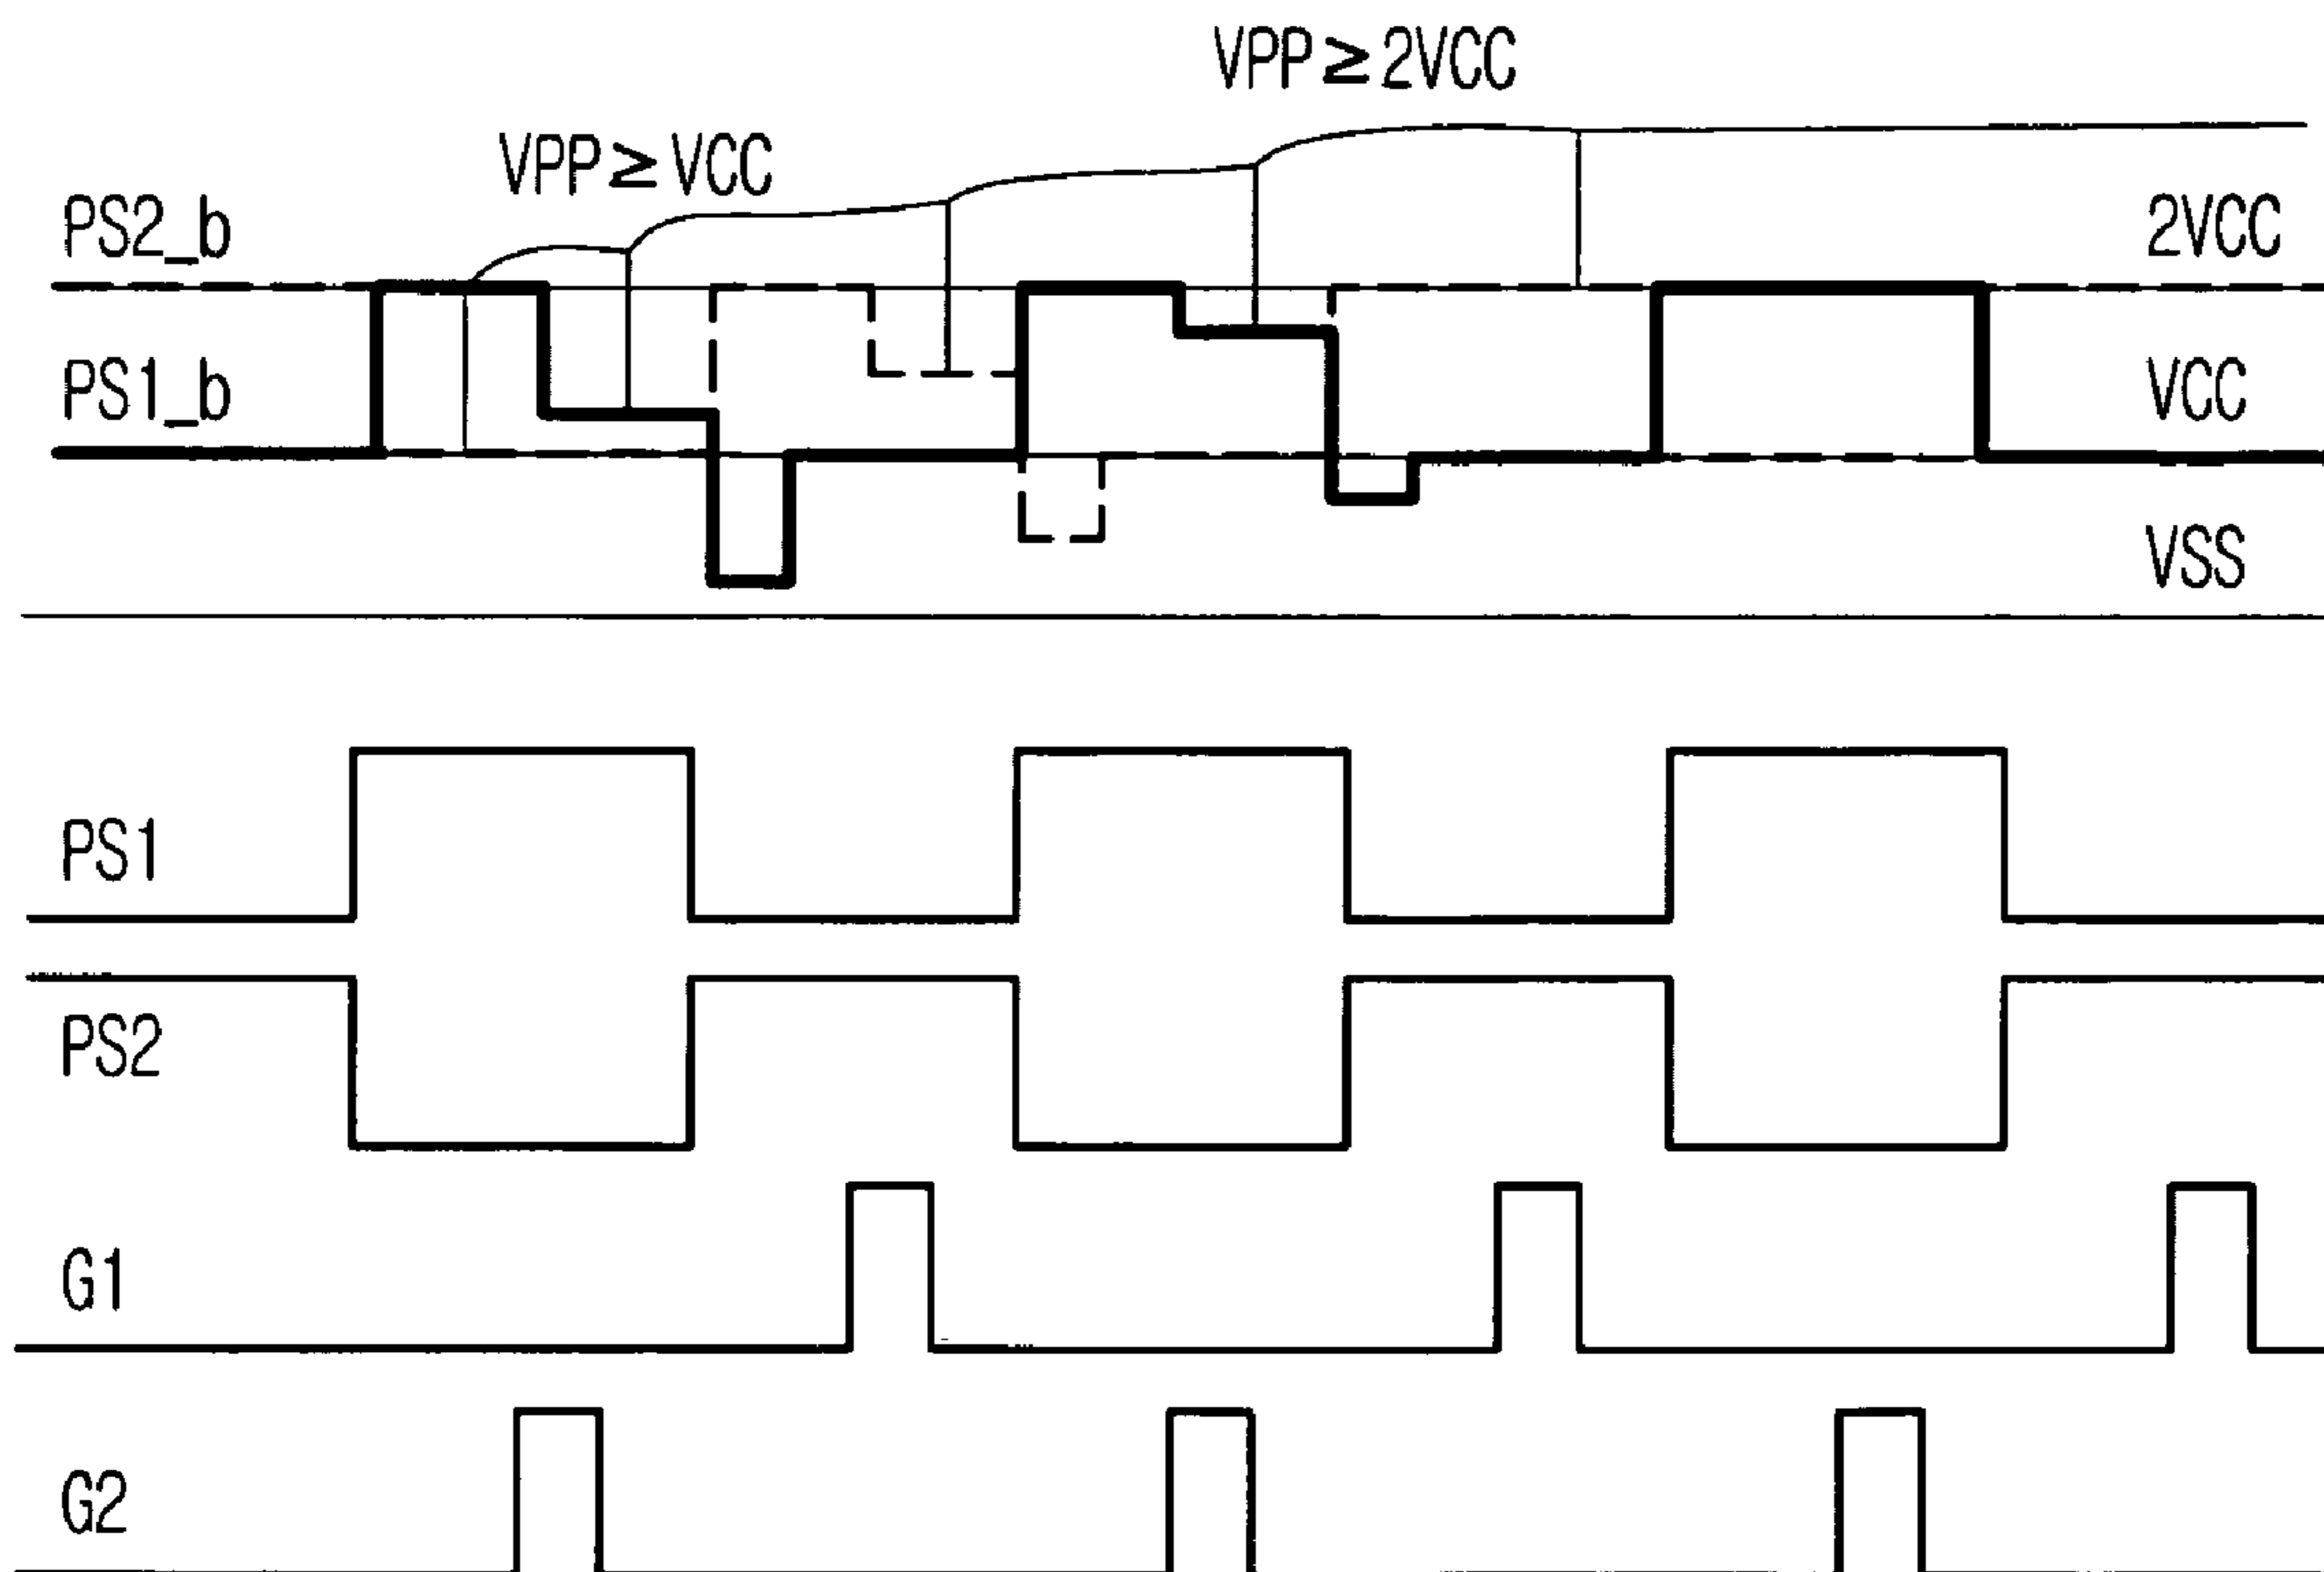 VPP≥2VCC
VPP≥VCC
PS2_b
2VCC
PS1_b
VCC
VSS
PS1
PS2
G1
G2